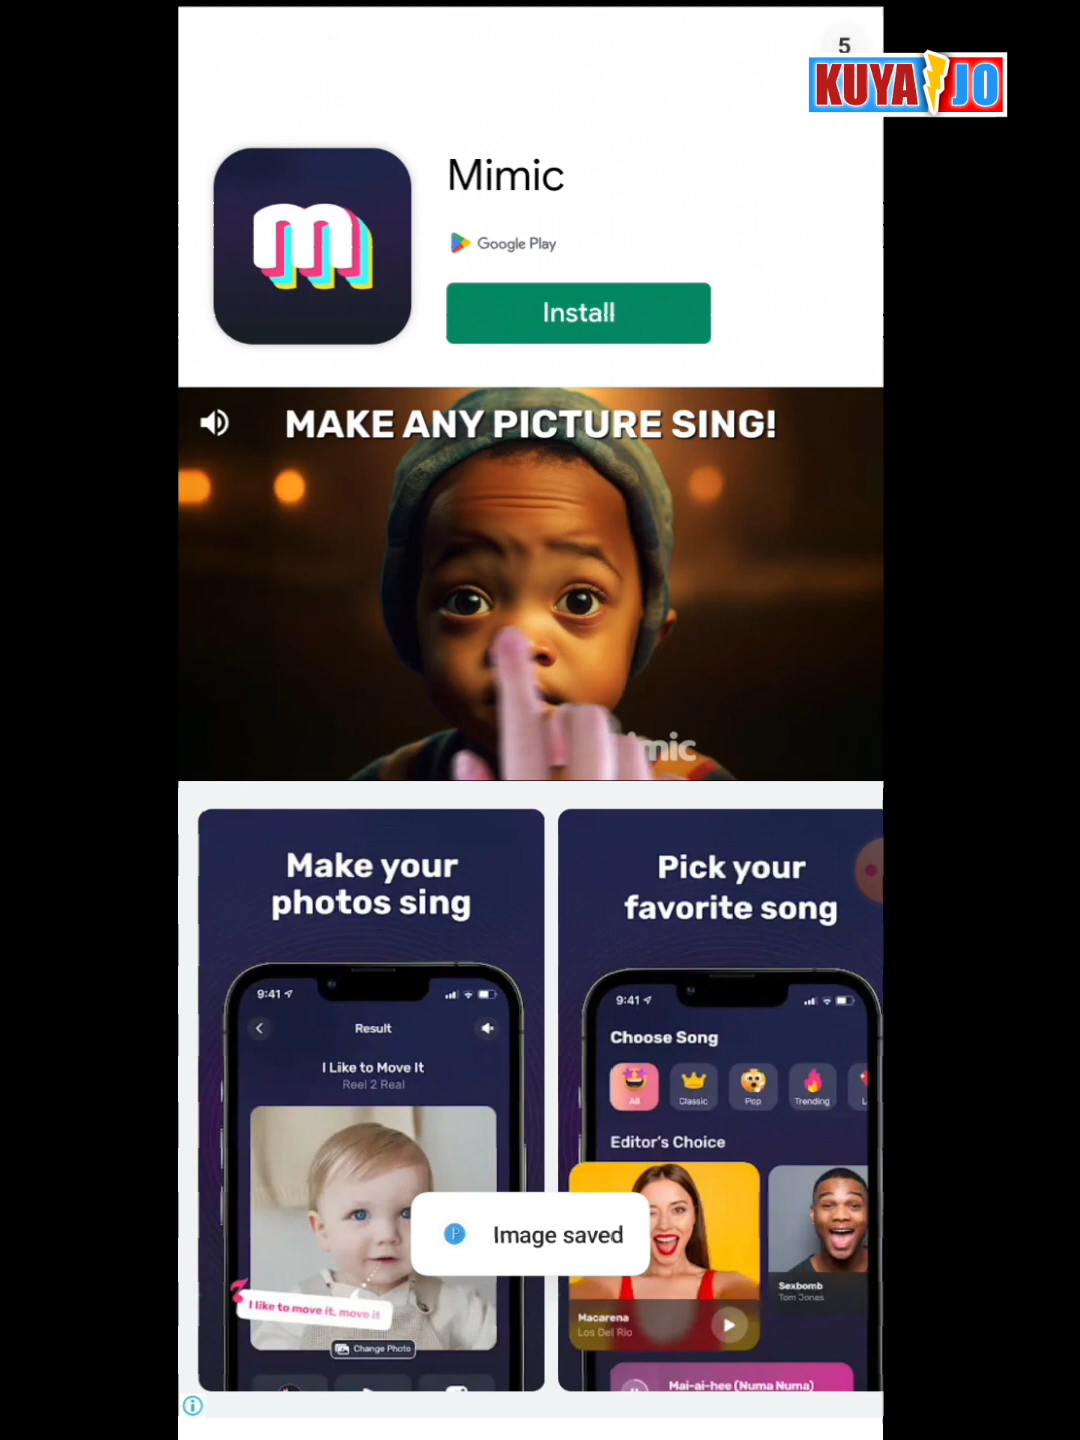 5
KUYA JO
Mimic
Google Play
Install
MAKE ANY PICTURE SING!
Make your
photos sing
9:41
Result
I Like to Move It
Reel 2 Real
I like to move it, move it
Change Photo
Pick your
favorite song
9:41
Choose Song
All
Classic
Pop
Trending
Editor's Choice
Macarena
Los Del Rio
Sexbomb
Tom Jones
Mai-ai-hee (Numa Numa)
Image saved